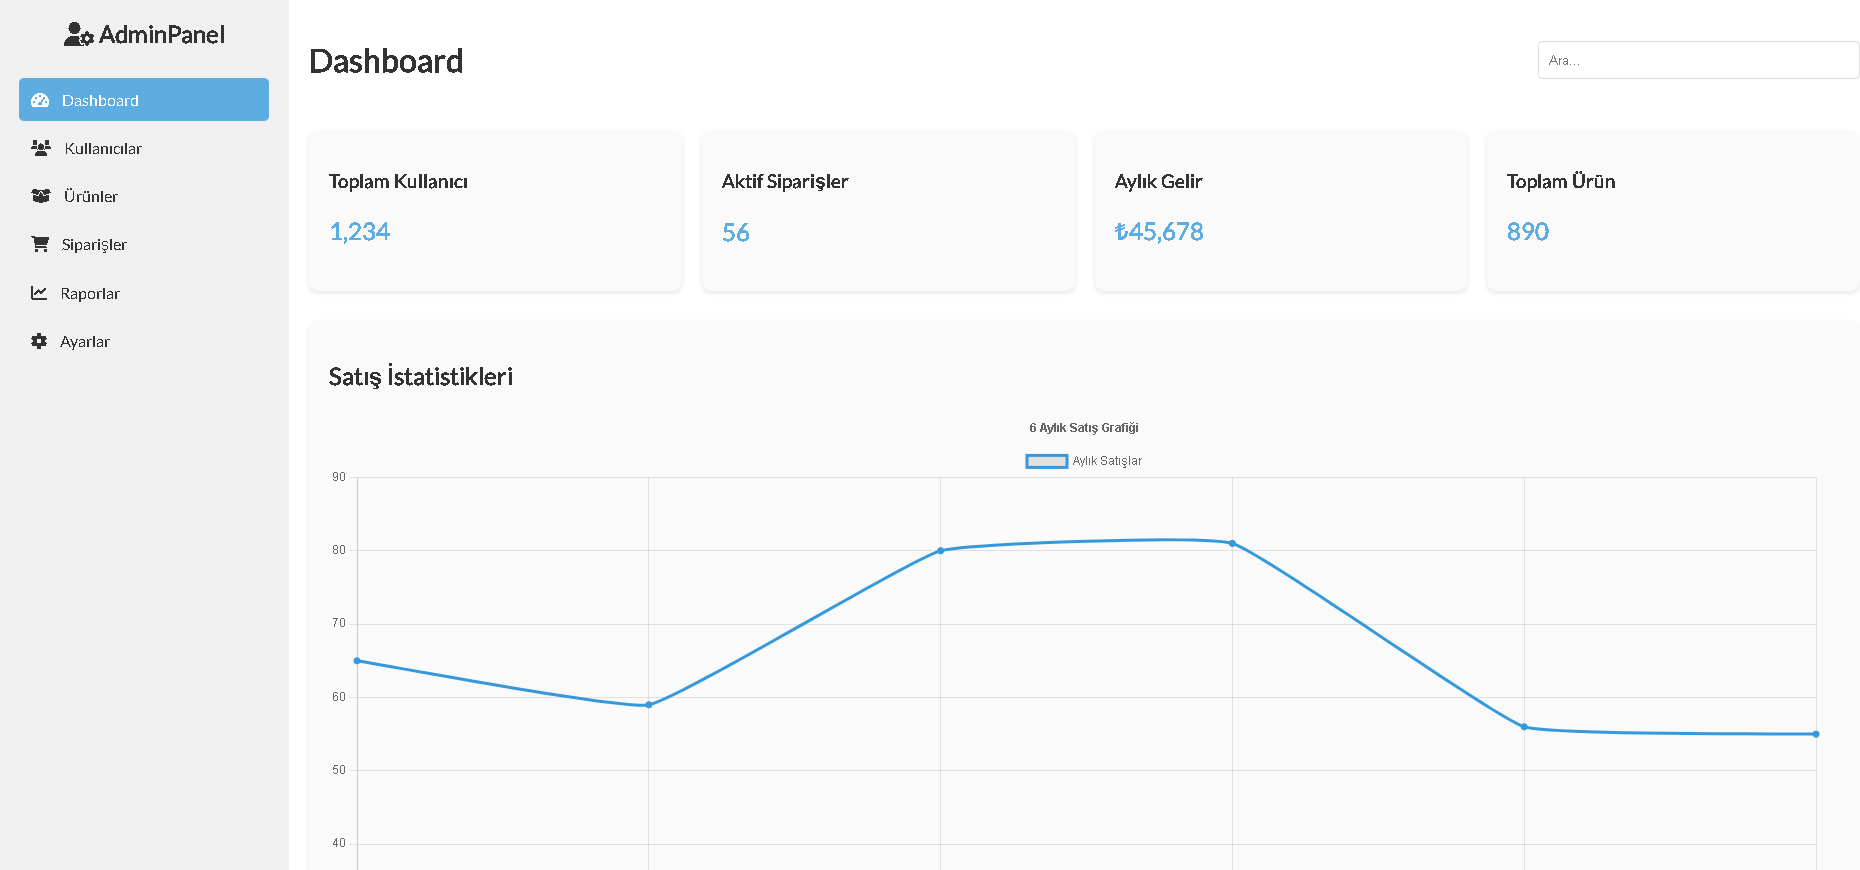 AdminPanel
Dashboard
Kullanıcılar
Ürünler
Siparişler
Raporlar
Ayarlar
Dashboard
Ara...
Toplam Kullanıcı
1,234
Aktif Siparişler
56
Aylık Gelir
₺45,678
Toplam Ürün
890
Satış İstatistikleri
6 Aylık Satış Grafiği
Aylık Satışlar
90
80
70
60
50
40